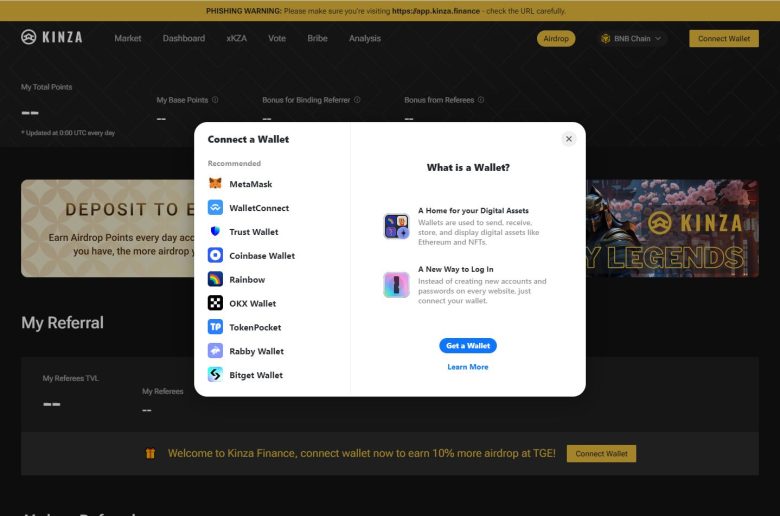 PHISHING WARNING: Please make sure you're visiting https://app.kinza.finance - check the URL carefully.
KINZA Market Dashboard xKZA Vote Bribe Analysis Airdrop BNB Chain Connect Wallet
My Total Points
My Base Points Bonus for Binding Referrer Bonus from Referees
-- -- -- --
* Updated at 0:00 UTC every day
Connect a Wallet
Recommended
MetaMask
WalletConnect
Trust Wallet
Coinbase Wallet
Rainbow
OKX Wallet
TokenPocket
Rabby Wallet
Bitget Wallet
What is a Wallet?
A Home for your Digital Assets
Wallets are used to send, receive,
store, and display digital assets like
Ethereum and NFTs.
A New Way to Log In
Instead of creating new accounts and
passwords on every website, just
connect your wallet.
Get a Wallet
Learn More
DEPOSIT TO E
Earn Airdrop Points every day acc
you have, the more airdrop y
KINZA
Y LEGENDS
My Referral
My Referees TVL
--
My Referees
--
Welcome to Kinza Finance, connect wallet now to earn 10% more airdrop at TGE! Connect Wallet